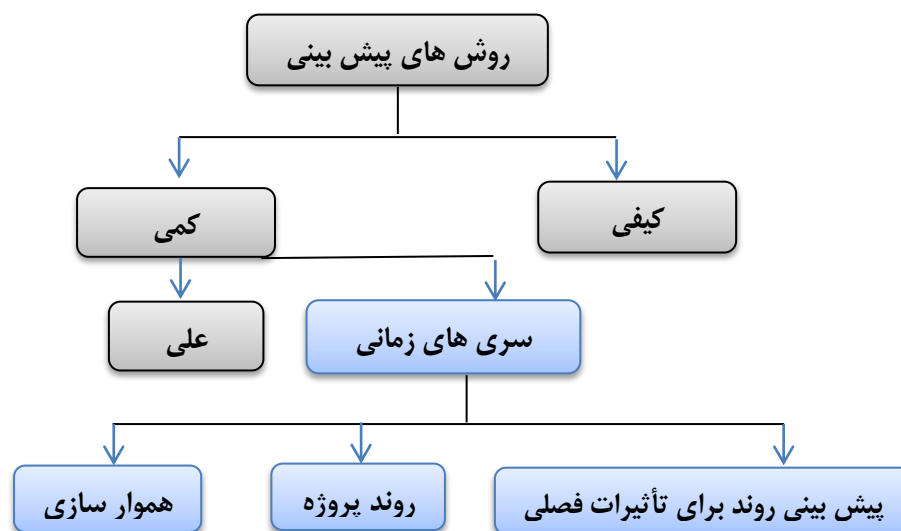 روش های پیش بینی
کیفی
کمی
سری های زمانی
علی
پیش بینی روند برای تأثیرات فصلی
روند پروژه
هموار سازی